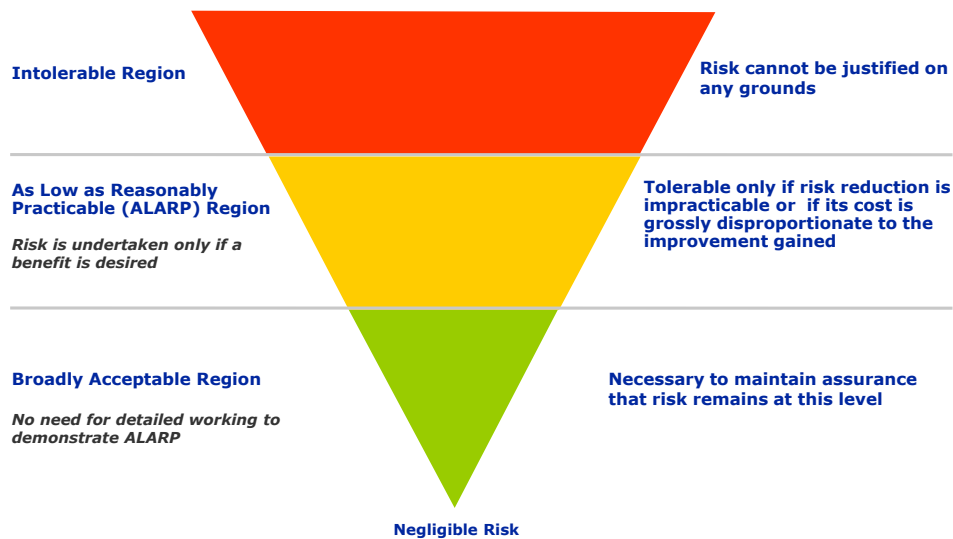 Intolerable Region
Risk cannot be justified on
any grounds
As Low as Reasonably
Practicable (ALARP) Region
Risk is undertaken only if a
benefit is desired
Tolerable only if risk reduction is
impracticable or  if its cost is
grossly disproportionate to the
improvement gained
Broadly Acceptable Region
No need for detailed working to
demonstrate ALARP
Necessary to maintain assurance
that risk remains at this level
Negligible Risk